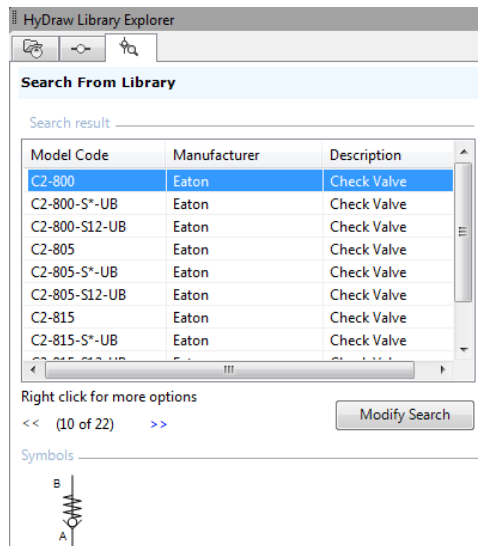 HyDraw Library Explorer
Search From Library
Search result
Model Code Manufacturer Description
C2-800 Eaton Check Valve
C2-800-S*-UB Eaton Check Valve
C2-800-S12-UB Eaton Check Valve
C2-805 Eaton Check Valve
C2-805-S*-UB Eaton Check Valve
C2-805-S12-UB Eaton Check Valve
C2-815 Eaton Check Valve
C2-815-S*-UB Eaton Check Valve
Right click for more options
<< (10 of 22) >> Modify Search
Symbols
B
A